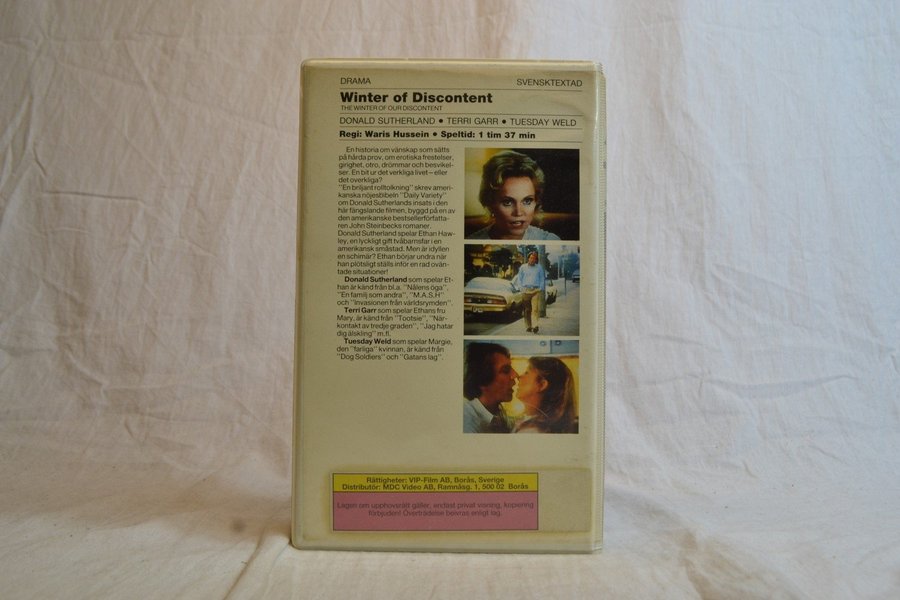 DRAMA
SVENSKTEXTAD
Winter of Discontent
THE WINTER OF OUR DISCONTENT
DONALD SUTHERLAND ● TERRI GARR ● TUESDAY WELD
Regi: Waris Hussein ● Speltid: 1 tim 37 min
En historia om vänskap som sätts
på hårda prov, om erotiska frestelser,
girighet, otro, drömmar och besvikel-
ser. En bit ur det verkliga livet – eller
det overkliga?
"En briljant rolltolkning" skrev ameri-
kanska nöjesbibeln "Daily Variety"
om Donald Sutherlands insats i den
här fängslande filmen, byggd på en av
den amerikanske bestsellerförfatta-
ren John Steinbecks romaner.
Donald Sutherland spelar Ethan Haw-
ley, en lyckligt gift tvåbarnsfar i en
amerikansk småstad. Men är idyllen
en schimär? Ethan börjar undra när
han plötsligt ställs inför en rad ovän-
tade situationer!
Donald Sutherland som spelar Et-
han är känd från bl.a. "Nålens öga",
"En familj som andra", "M.A.S.H"
och "Invasionen från världsrymden".
Terri Garr som spelar Ethans fru
Mary, är känd från "Tootsie", "När-
kontakt av tredje graden", "Jag hatar
dig älskling" m.fl.
Tuesday Weld som spelar Margie,
den "farliga" kvinnan, är känd från
"Dog Soldiers" och "Gatans lag".
Rättigheter: VIP-Film AB, Borås, Sverige
Distributör: MDC Video AB, Ramnåsg. 1, 500 02 Borås
Lagen om upphovsrätt gäller, endast privat visning, kopiering
förbjuden! Överträdelse beivras enligt lag.